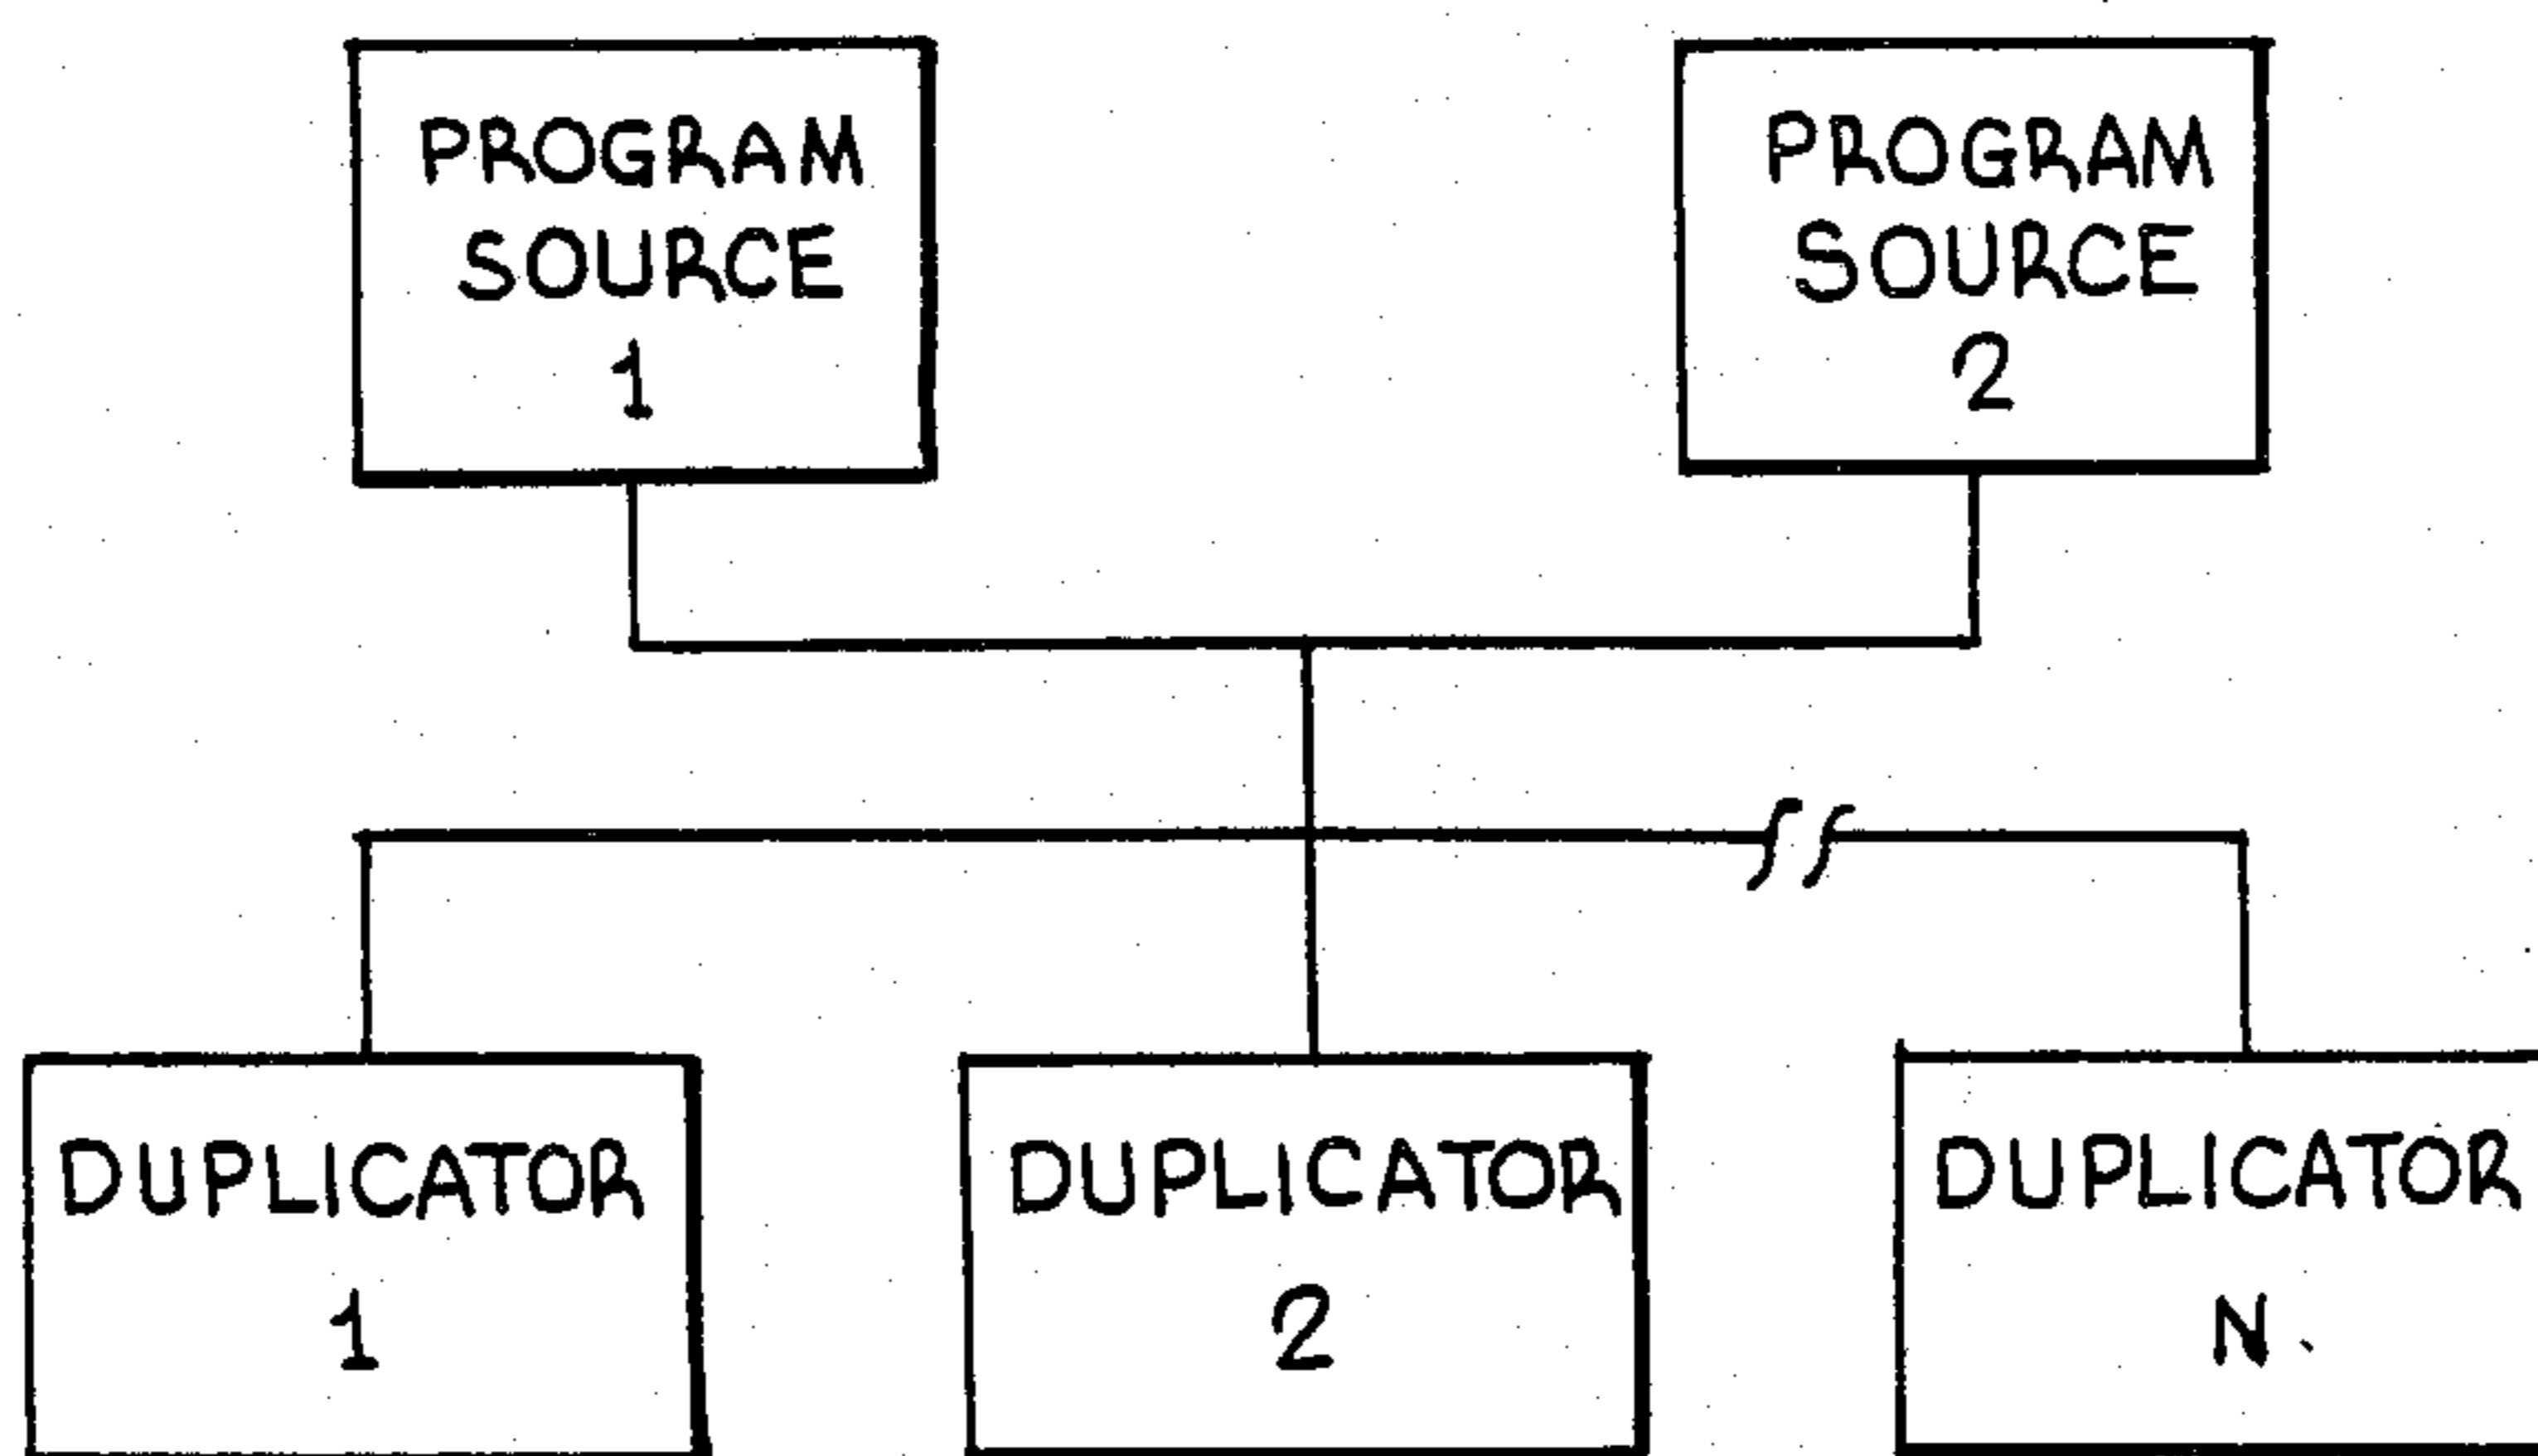 PROGRAM
SOURCE
1
PROGRAM
SOURCE
2
DUPLICATOR
1
DUPLICATOR
2
DUPLICATOR
N.